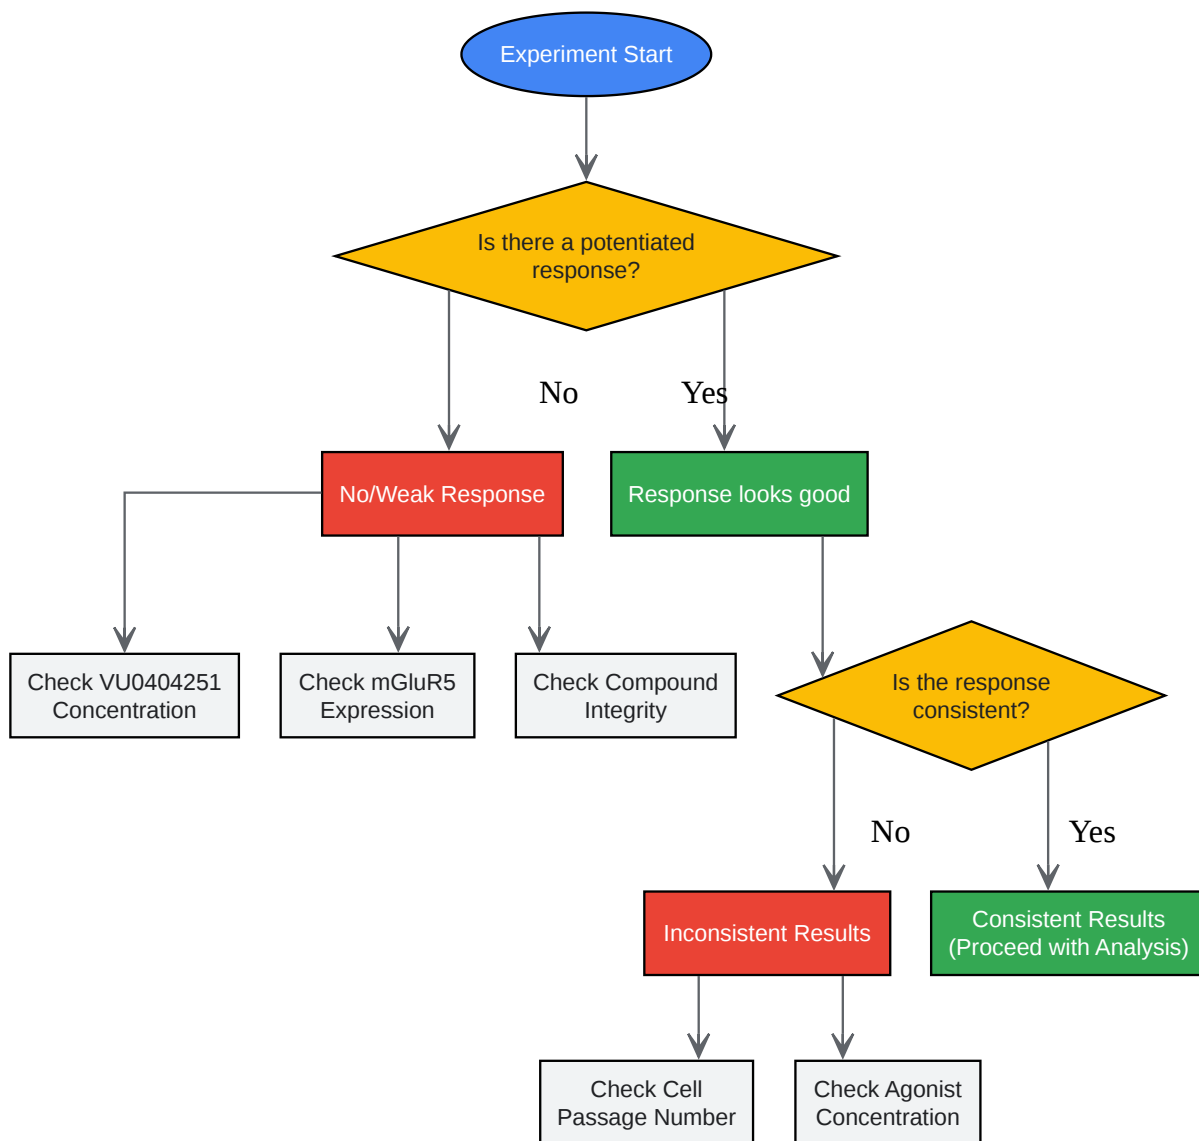 Experiment Start
Is there a potentiated
response?
No
Yes
No/Weak Response
Response looks good
Check VU0404251
Concentration
Check mGluR5
Expression
Check Compound
Integrity
Is the response
consistent?
No
Yes
Inconsistent Results
Consistent Results
(Proceed with Analysis)
Check Cell
Passage Number
Check Agonist
Concentration